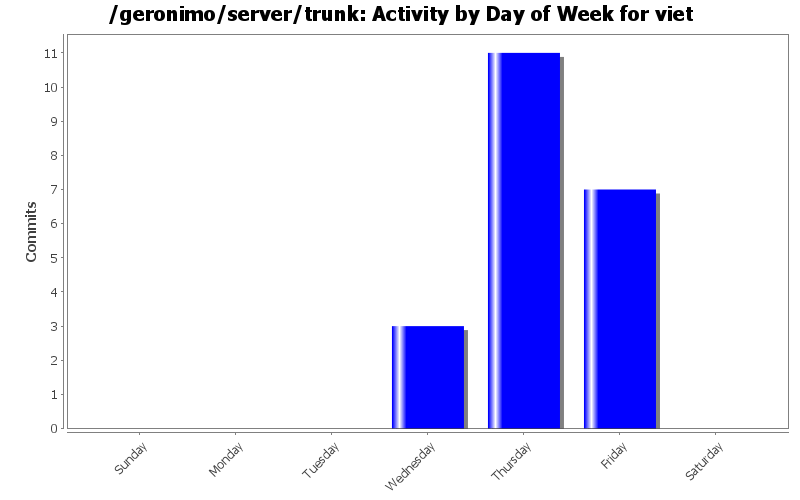 /geronimo/server/trunk: Activity by Day of Week for viet
11
10
9
8
7
6
5
4
3
2
1
0
Commits
Sunday
Monday
Tuesday
Wednesday
Thursday
Friday
Saturday